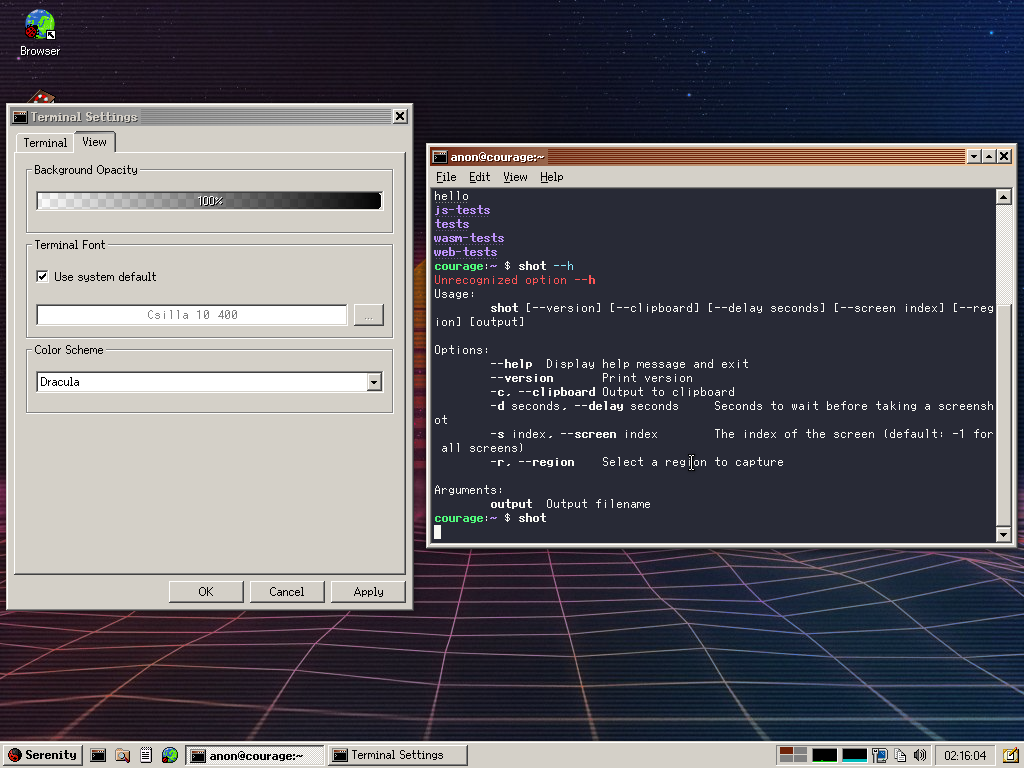 Browser
Terminal Settings
Terminal
View
Background Opacity
100%
Terminal Font
Use system default
Csilla 10 400
...
Color Scheme
Dracula
OK
Cancel
Apply
anon@courage:~
File Edit View Help
hello
js-tests
tests
wasm-tests
web-tests
courage:~ $ shot --h
Unrecognized option --h
Usage:
shot [--version] [--clipboard] [--delay seconds] [--screen index] [--reg
ion] [output]
Options:
--help Display help message and exit
--version Print version
-c, --clipboard Output to clipboard
-d seconds, --delay seconds Seconds to wait before taking a screensh
ot
-s index, --screen index The index of the screen (default: -1 for
all screens)
-r, --region Select a region to capture
Arguments:
output Output filename
courage:~ $ shot
Serenity
anon@courage:~
Terminal Settings
02:16:04